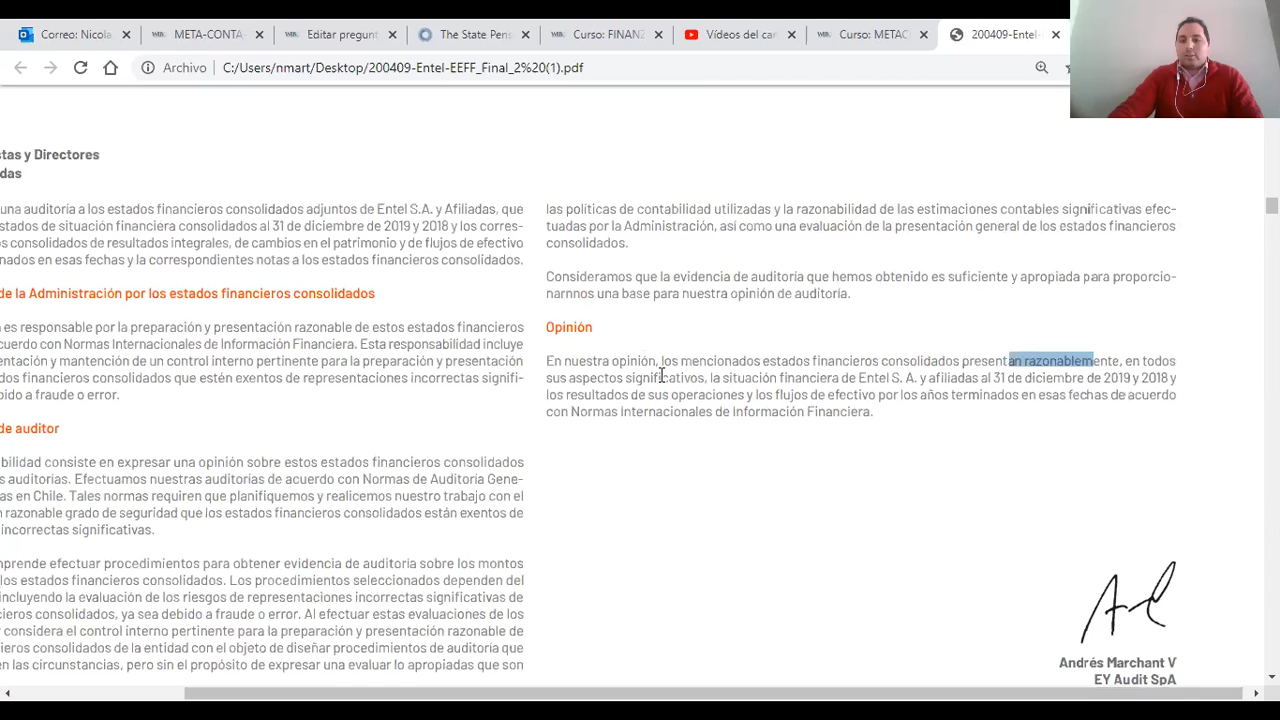 Correo: Nicola
META-CONTA-
Editar pregunt
The State Pens
Curso: FINANZ
Vídeos del car
Curso: METAC
200409-Entel-
Archivo
C:/Users/nmart/Desktop/200409-Entel-EEFF_Final_2%20(1).pdf
tas y Directores
das
una auditoría a los estados financieros consolidados adjuntos de Entel S.A. y Afiliadas, que
stados de situación financiera consolidados al 31 de diciembre de 2019 y 2018 y los corres-
s consolidados de resultados integrales, de cambios en el patrimonio y de flujos de efectivo
nados en esas fechas y la correspondientes notas a los estados financieros consolidados.
de la Administración por los estados financieros consolidados
es responsable por la preparación y presentación razonable de estos estados financieros
cuerdo con Normas Internacionales de Información Financiera. Esta responsabilidad incluye
entación y mantención de un control interno pertinente para la preparación y presentación
financieros consolidados que estén exentos de representaciones incorrectas signifi-
bido a fraude o error.
de auditor
bilidad consiste en expresar una opinión sobre estos estados financieros consolidados
s auditorías. Efectuamos nuestras auditorías de acuerdo con Normas de Auditoría Gene-
as en Chile. Tales normas requieren que planifiquemos y realicemos nuestro trabajo con el
n razonable grado de seguridad que los estados financieros consolidados están exentos de
incorrectas significativas.
mprende efectuar procedimientos para obtener evidencia de auditoría sobre los montos
los estados financieros consolidados. Los procedimientos seleccionados dependen del
incluyendo la evaluación de los riesgos de representaciones incorrectas significativas de
cieros consolidados, ya sea debido a fraude o error. Al efectuar estas evaluaciones de los
r considera el control interno pertinente para la preparación y presentación razonable de
ieros consolidados de la entidad con el objeto de diseñar procedimientos de auditoría que
en las circunstancias, pero sin el propósito de expresar una evaluar lo apropiadas que son
las políticas de contabilidad utilizadas y la razonabilidad de las estimaciones contables significativas efec-
tuadas por la Administración, así como una evaluación de la presentación general de los estados financieros
consolidados.
Consideramos que la evidencia de auditoría que hemos obtenido es suficiente y apropiada para proporcio-
narnnos una base para nuestra opinión de auditoría.
Opinión
En nuestra opinión, los mencionados estados financieros consolidados presentan razonablemente, en todos
sus aspectos significativos, la situación financiera de Entel S. A. y afiliadas al 31 de diciembre de 2019 y 2018 y
los resultados de sus operaciones y los flujos de efectivo por los años terminados en esas fechas de acuerdo
con Normas Internacionales de Información Financiera.
Andrés Marchant V
EY Audit SpA